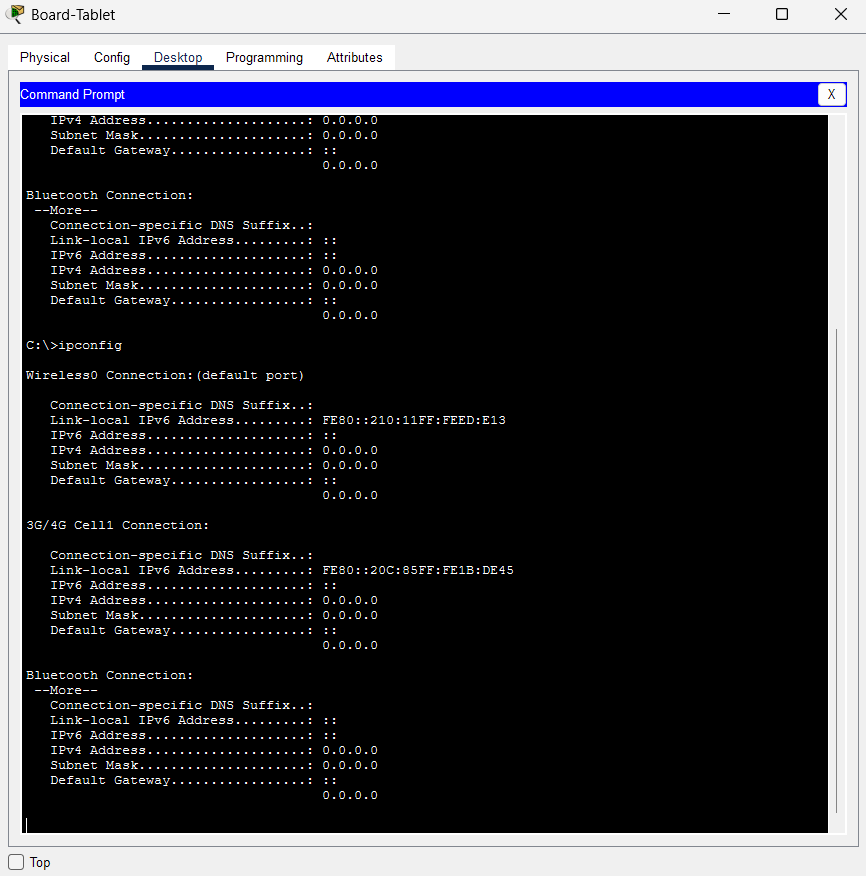 Board-Tablet
Physical Config Desktop Programming Attributes
Command Prompt X
   IPv4 Address....................: 0.0.0.0
   Subnet Mask.....................: 0.0.0.0
   Default Gateway.................: ::
                                     0.0.0.0
Bluetooth Connection:
 --More--
   Connection-specific DNS Suffix..:
   Link-local IPv6 Address.........: ::
   IPv6 Address....................: ::
   IPv4 Address....................: 0.0.0.0
   Subnet Mask.....................: 0.0.0.0
   Default Gateway.................: ::
                                     0.0.0.0
C:\>ipconfig
Wireless0 Connection:(default port)
   Connection-specific DNS Suffix..:
   Link-local IPv6 Address.........: FE80::210:11FF:FEED:E13
   IPv6 Address....................: ::
   IPv4 Address....................: 0.0.0.0
   Subnet Mask.....................: 0.0.0.0
   Default Gateway.................: ::
                                     0.0.0.0
3G/4G Cell1 Connection:
   Connection-specific DNS Suffix..:
   Link-local IPv6 Address.........: FE80::20C:85FF:FE1B:DE45
   IPv6 Address....................: ::
   IPv4 Address....................: 0.0.0.0
   Subnet Mask.....................: 0.0.0.0
   Default Gateway.................: ::
                                     0.0.0.0
Bluetooth Connection:
 --More--
   Connection-specific DNS Suffix..:
   Link-local IPv6 Address.........: ::
   IPv6 Address....................: ::
   IPv4 Address....................: 0.0.0.0
   Subnet Mask.....................: 0.0.0.0
   Default Gateway.................: ::
                                     0.0.0.0
Top